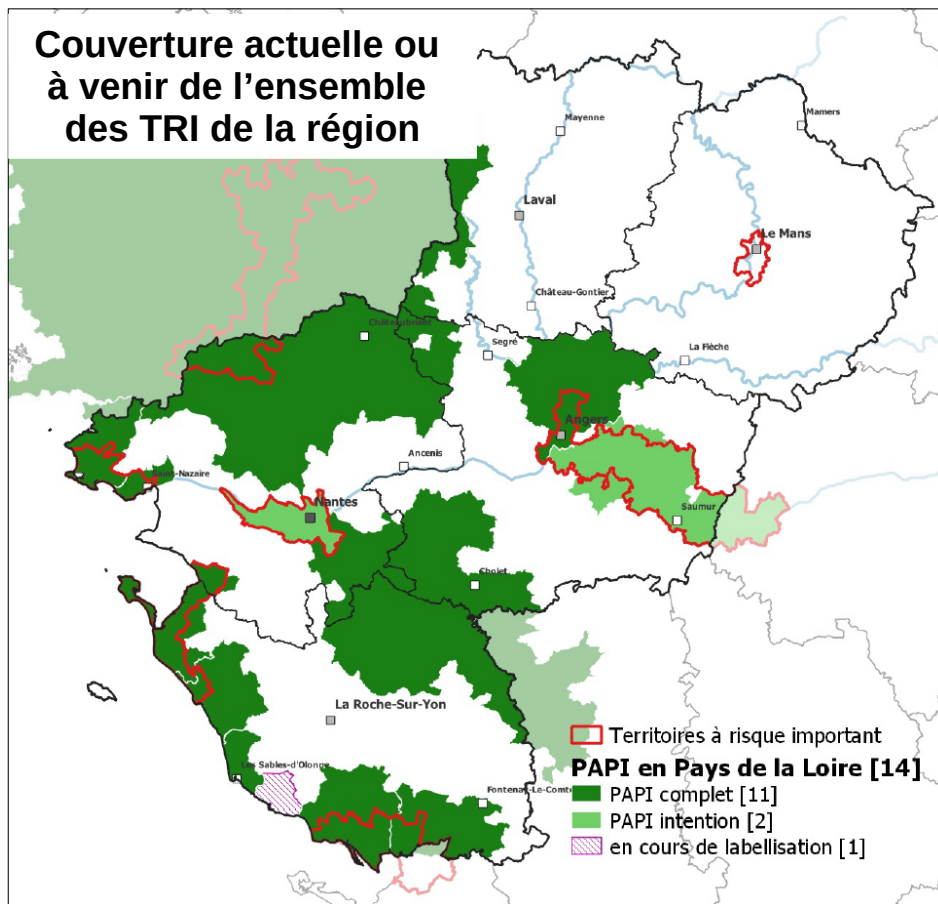 Couverture actuelle ou
à venir de l’ensemble
des TRI de la région
Mamers
Mayenne
Laval
Le Mans
Château-Gontier
Châteaubriant
Segré
La Flèche
Angers
Ancenis
Saint-Nazaire
Nantes
Saumur
Cholet
La Roche-Sur-Yon
Les Sables-d'Olonne
Fontenay-Le-Comte
Territoires à risque important
PAPI en Pays de la Loire [14]
PAPI complet [11]
PAPI intention [2]
en cours de labellisation [1]